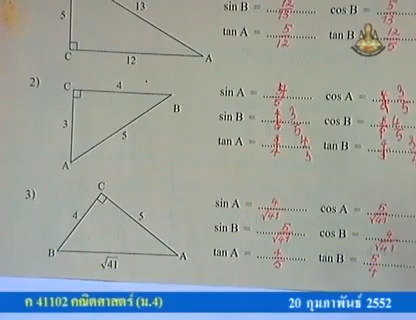 5
13
sin B = 12/13
cos B = 5/13
tan A = 5/12
tan B = 12/5
C
12
A
2)
C
4
B
sin A = 4/5
cos A = 3/5
3
5
sin B = 3/5
cos B = 4/5
A
tan A = 4/3
tan B = 3/4
3)
C
sin A = 4/√41
cos A = 5/√41
4
5
sin B = 5/√41
cos B = 4/√41
B
√41
A
tan A = 4/5
tan B = 5/4
ค 41102 คณิตศาสตร์ (ม.4)
20 กุมภาพันธ์ 2552